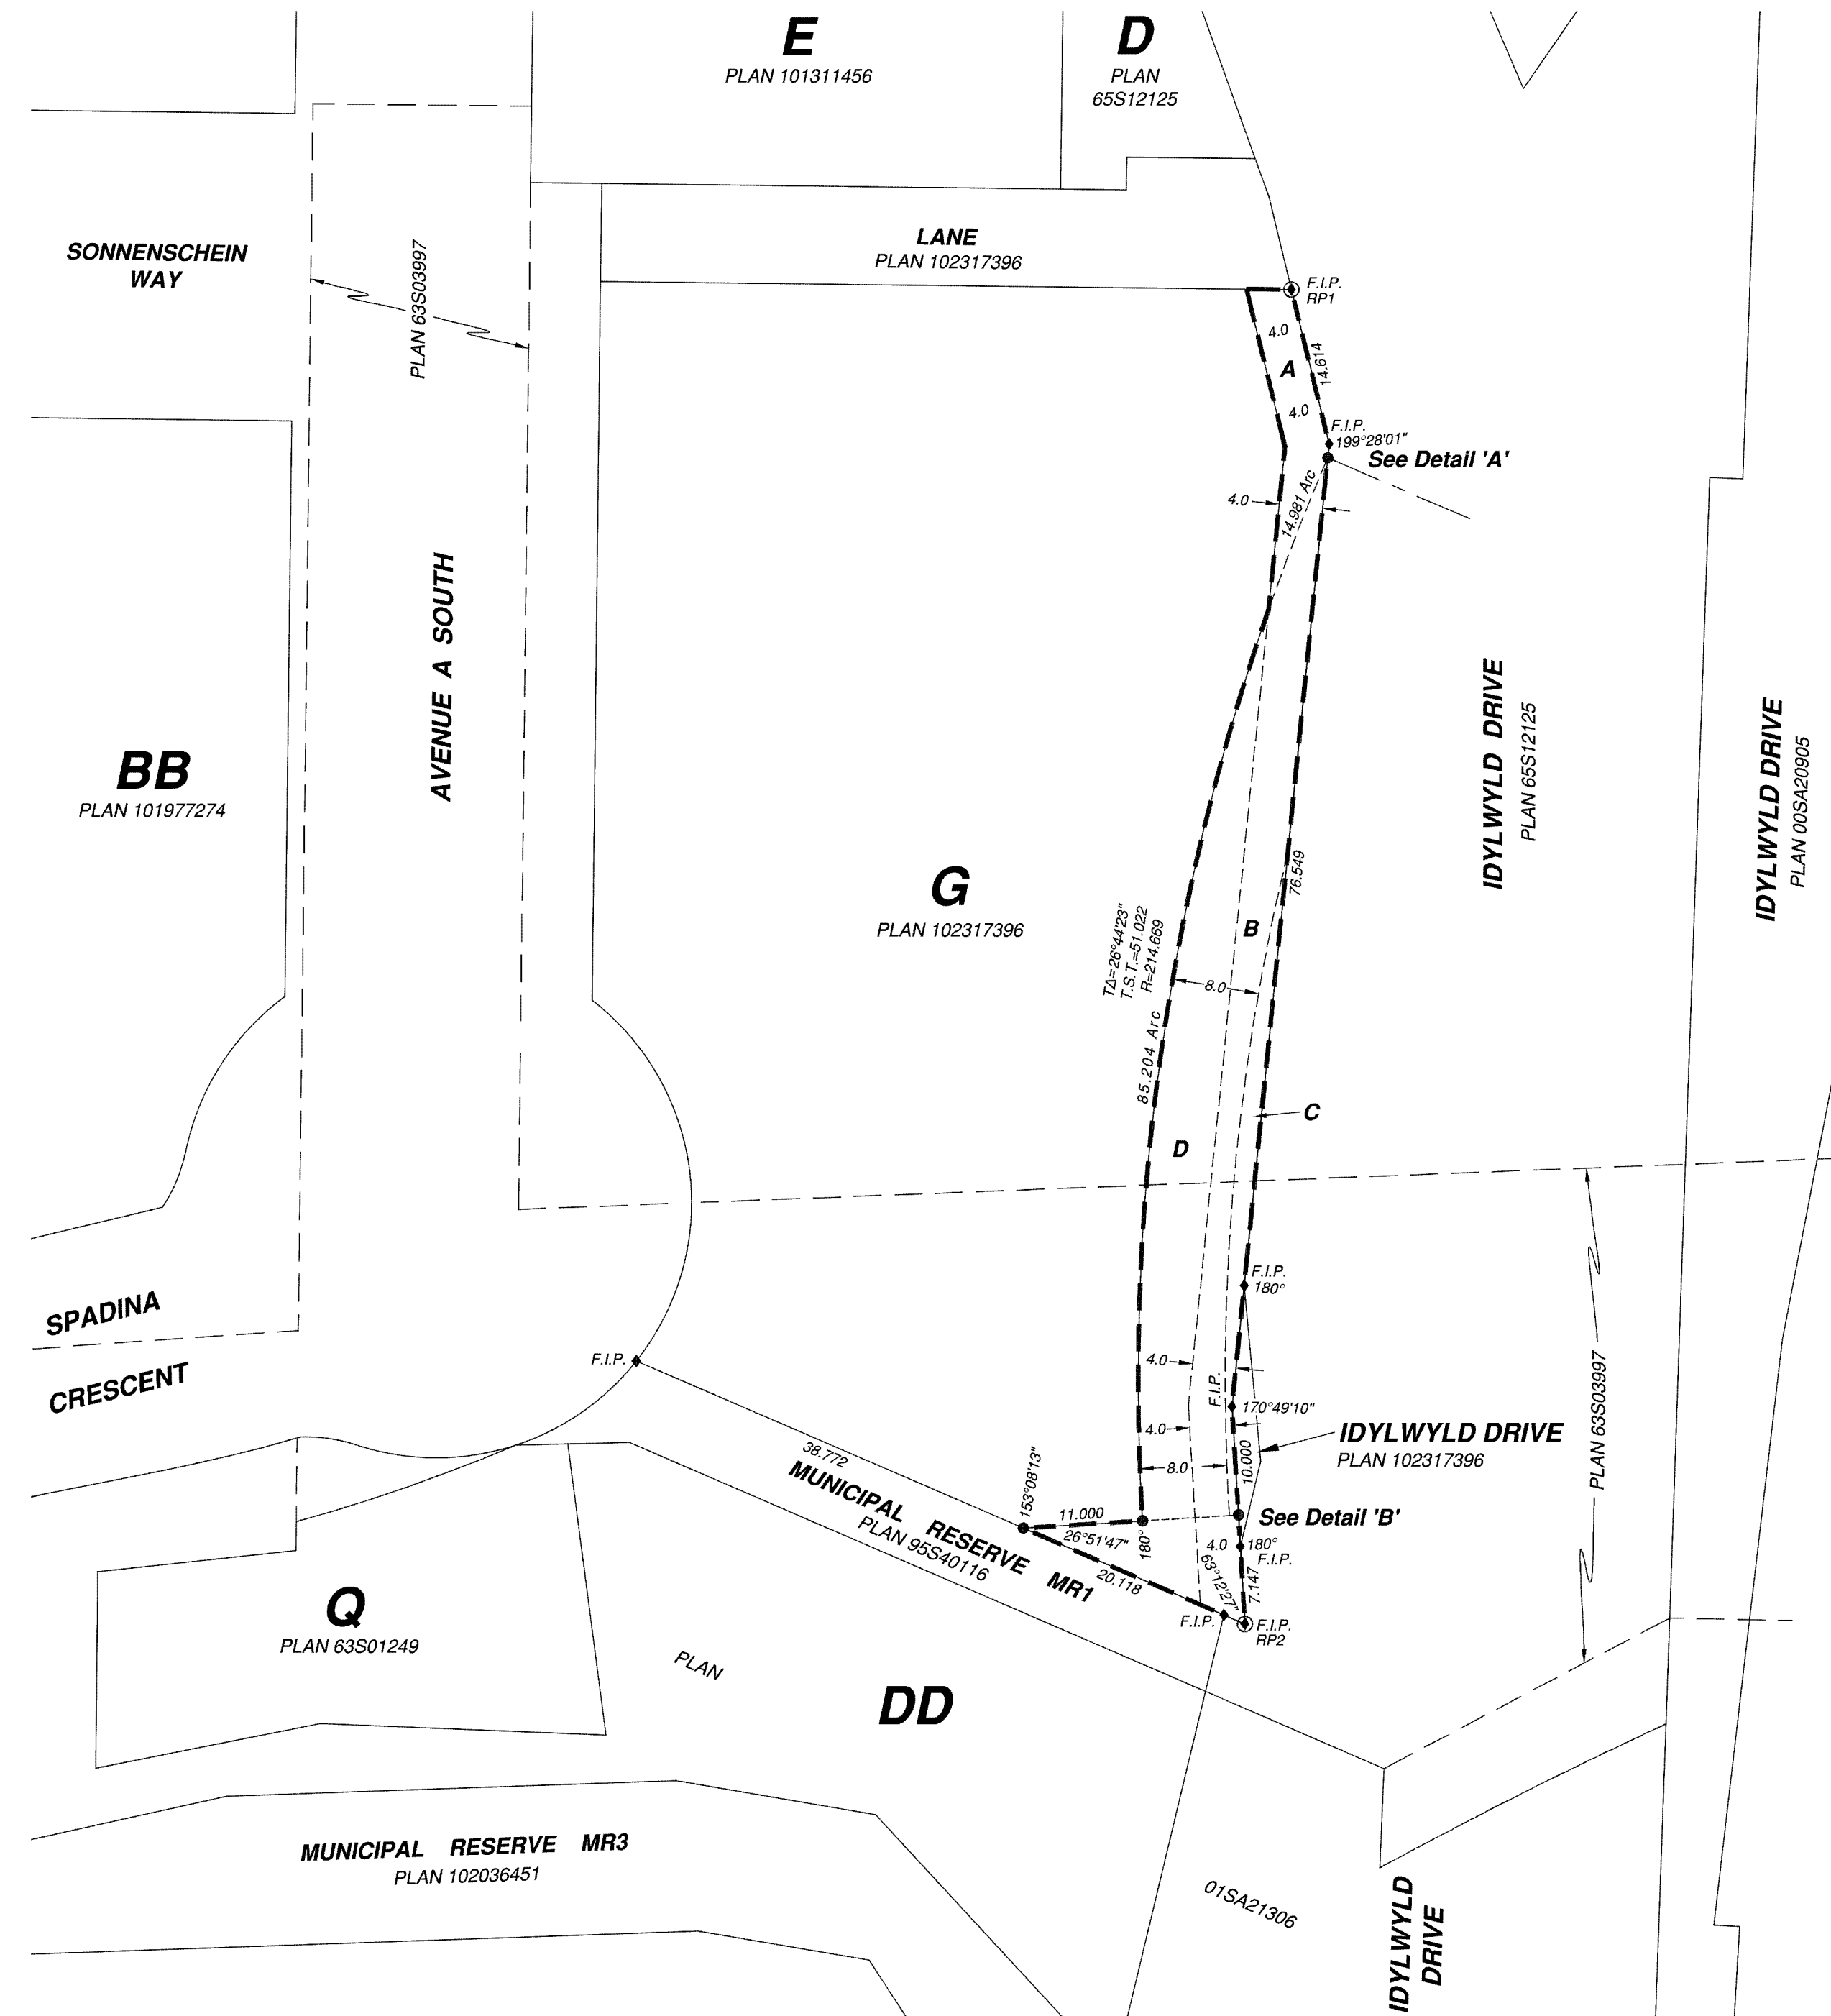 E
PLAN 101311456
D
PLAN
65S12125
SONNENSCHEIN
WAY
PLAN 63S03997
LANE
PLAN 102317396
F.I.P.
RP1
4.0
14.614
A
4.0
F.I.P.
199°28'01"
See Detail 'A'
4.0
14.981 Arc
AVENUE A SOUTH
BB
PLAN 101977274
G
PLAN 102317396
IDYLWYLD DRIVE
PLAN 65S12125
IDYLWYLD DRIVE
PLAN 00SA20905
76.549
TΔ=26°44'23"
T.S.T.=51.022
R=214.669
B
8.0
85.204 Arc
C
D
SPADINA
CRESCENT
F.I.P.
180°
F.I.P.
4.0
F.I.P.
170°49'10"
4.0
IDYLWYLD DRIVE
PLAN 102317396
PLAN 63S03997
10.000
8.0
38.772
MUNICIPAL RESERVE MR1
PLAN 95S40116
153°08'13"
11.000
26°51'47"
180°
See Detail 'B'
4.0
180°
F.I.P.
20.118
63°12'27"
7.147
F.I.P.
F.I.P.
RP2
Q
PLAN 63S01249
PLAN
DD
01SA21306
MUNICIPAL RESERVE MR3
PLAN 102036451
IDYLWYLD
DRIVE